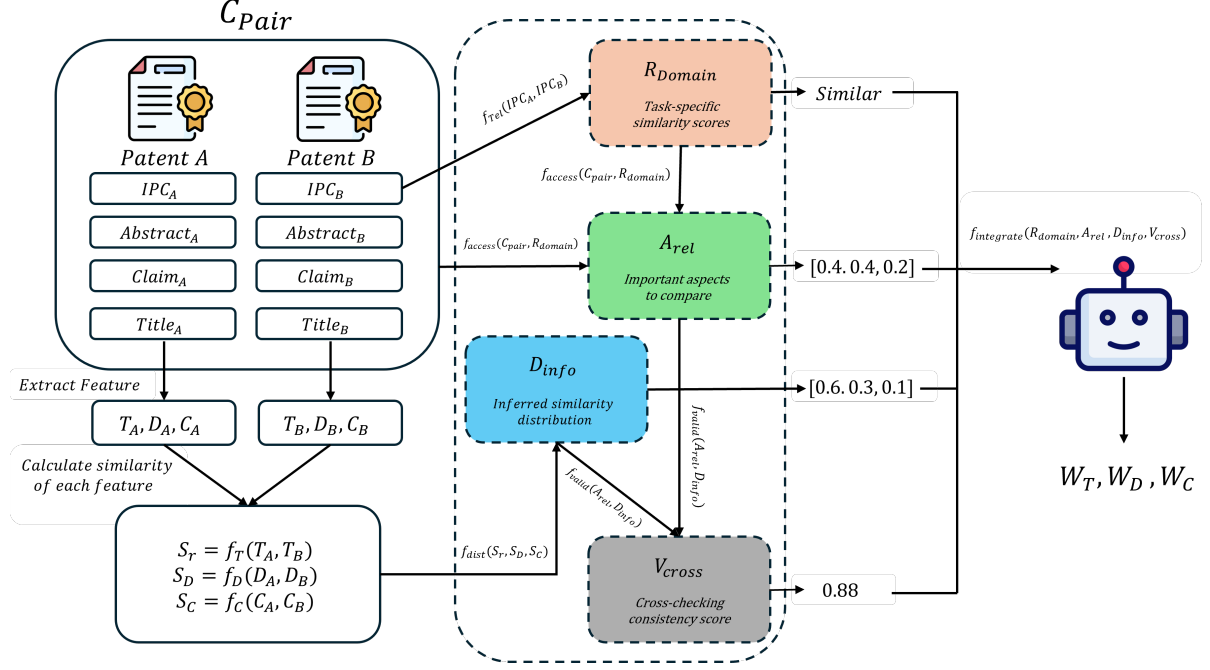 C_Pair
Patent A
Patent B
IPC_A
IPC_B
Abstract_A
Abstract_B
Claim_A
Claim_B
Title_A
Title_B
Extract Feature
T_A, D_A, C_A
T_B, D_B, C_B
Calculate similarity
of each feature
S_r = f_T(T_A, T_B)
S_D = f_D(D_A, D_B)
S_C = f_C(C_A, C_B)
f_Tel(IPC_A, IPC_B)
R_Domain
Task-specific
similarity scores
f_access(C_pair, R_domain)
f_access(C_pair, R_domain)
A_rel
Important aspects
to compare
D_info
Inferred similarity
distribution
f_valid(A_rel, D_info)
f_valid(A_rel, D_info)
f_dist(S_r, S_D, S_C)
V_cross
Cross-checking
consistency score
Similar
[0.4. 0.4, 0.2]
[0.6. 0.3, 0.1]
0.88
f_integrate(R_domain, A_rel, D_info, V_cross)
W_T, W_D, W_C